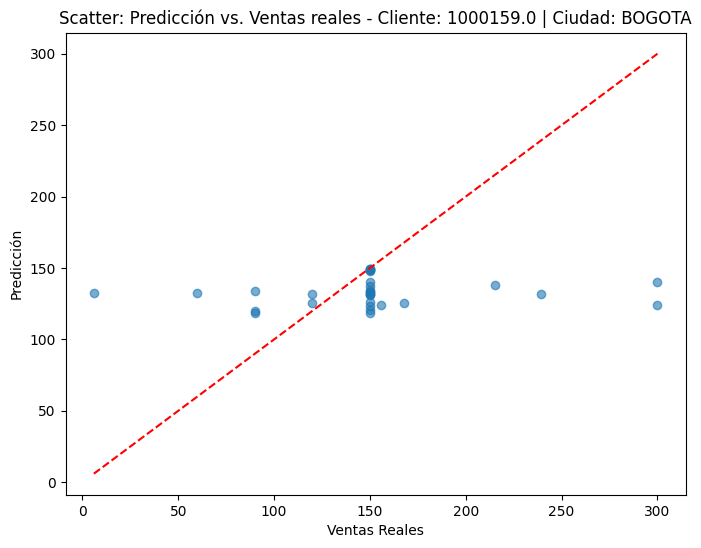 Scatter: Predicción vs. Ventas reales - Cliente: 1000159.0 | Ciudad: BOGOTA
300
250
200
150
100
50
0
Predicción
0 50 100 150 200 250 300
Ventas Reales